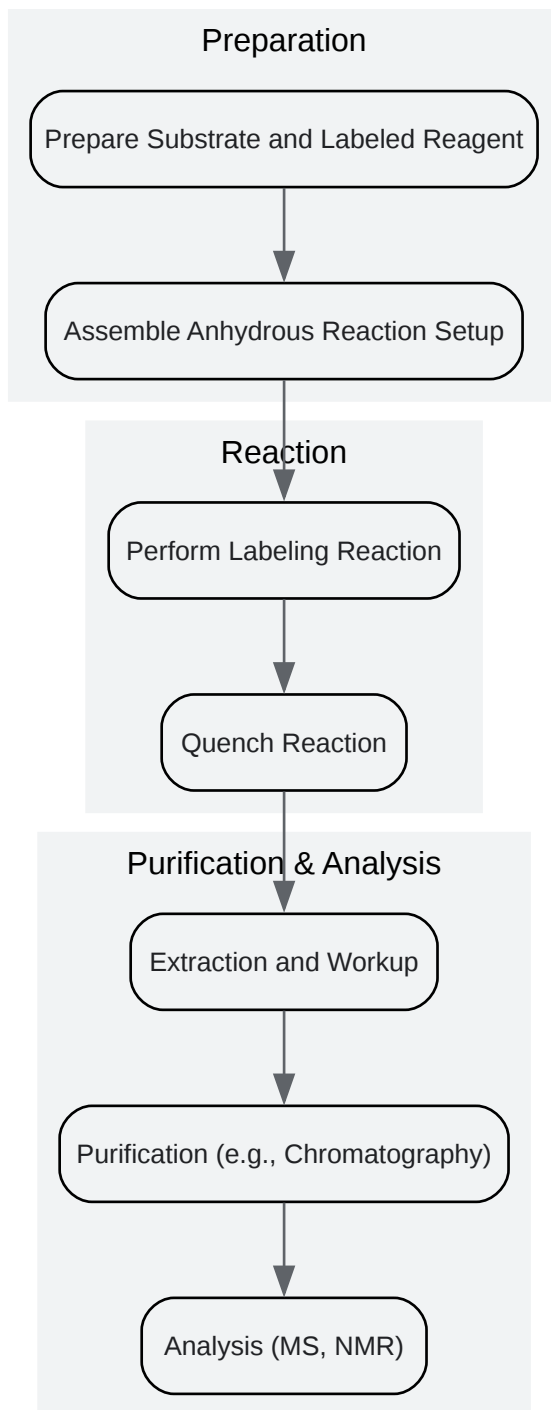 Preparation
Prepare Substrate and Labeled Reagent
Assemble Anhydrous Reaction Setup
Reaction
Perform Labeling Reaction
Quench Reaction
Purification & Analysis
Extraction and Workup
Purification (e.g., Chromatography)
Analysis (MS, NMR)